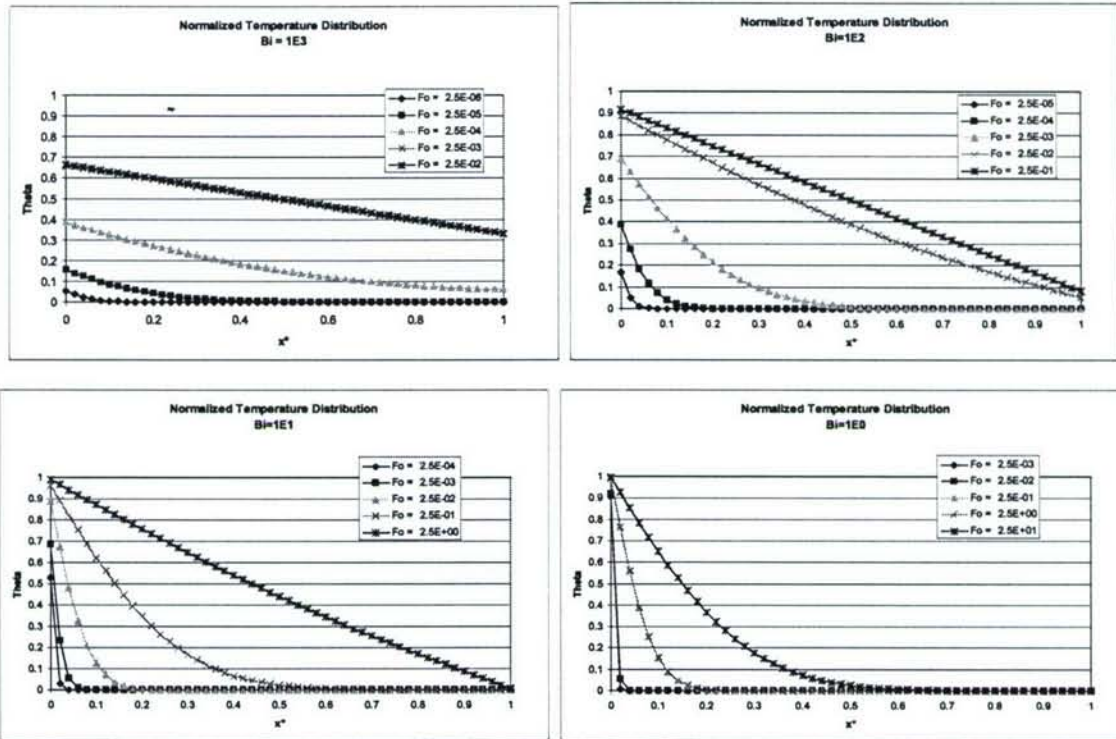 Normalized Temperature Distribution
Bi = 1E3
Fo = 2.5E-06
Fo = 2.5E-05
Fo = 2.5E-04
Fo = 2.5E-03
Fo = 2.5E-02
1
0.9
0.8
0.7
0.6
0.5
0.4
0.3
0.2
0.1
0
Theta
0 0.2 0.4 0.6 0.8 1
x*
Normalized Temperature Distribution
Bi=1E2
Fo = 2.5E-05
Fo = 2.5E-04
Fo = 2.5E-03
Fo = 2.5E-02
Fo = 2.5E-01
1
0.9
0.8
0.7
0.6
0.5
0.4
0.3
0.2
0.1
0
Theta
0 0.1 0.2 0.3 0.4 0.5 0.6 0.7 0.8 0.9 1
x*
Normalized Temperature Distribution
Bi=1E1
Fo = 2.5E-04
Fo = 2.5E-03
Fo = 2.5E-02
Fo = 2.5E-01
Fo = 2.5E+00
1
0.9
0.8
0.7
0.6
0.5
0.4
0.3
0.2
0.1
0
Theta
0 0.1 0.2 0.3 0.4 0.5 0.6 0.7 0.8 0.9 1
x*
Normalized Temperature Distribution
Bi=1E0
Fo = 2.5E-03
Fo = 2.5E-02
Fo = 2.5E-01
Fo = 2.5E+00
Fo = 2.5E+01
1
0.9
0.8
0.7
0.6
0.5
0.4
0.3
0.2
0.1
0
Theta
0 0.1 0.2 0.3 0.4 0.5 0.6 0.7 0.8 0.9 1
x*